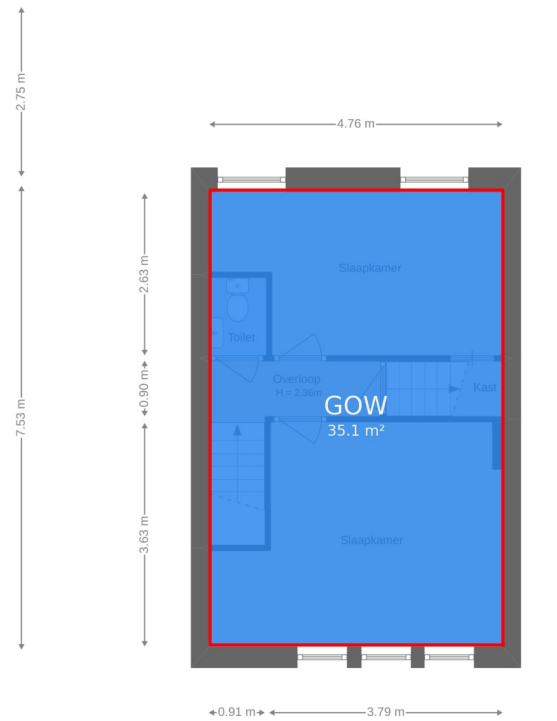 2.75 m
4.76 m
Slaapkamer
2.63 m
Toilet
Overloop
H = 2.36m
Kast
0.90 m
GOW
35.1 m²
7.53 m
3.63 m
Slaapkamer
0.91 m
3.79 m